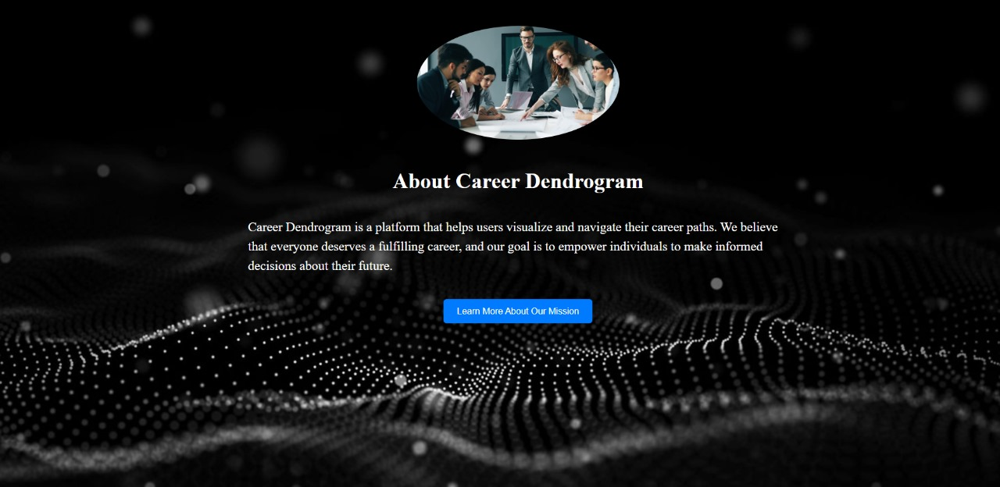 About Career Dendrogram
Career Dendrogram is a platform that helps users visualize and navigate their career paths. We believe
that everyone deserves a fulfilling career, and our goal is to empower individuals to make informed
decisions about their future.
Learn More About Our Mission